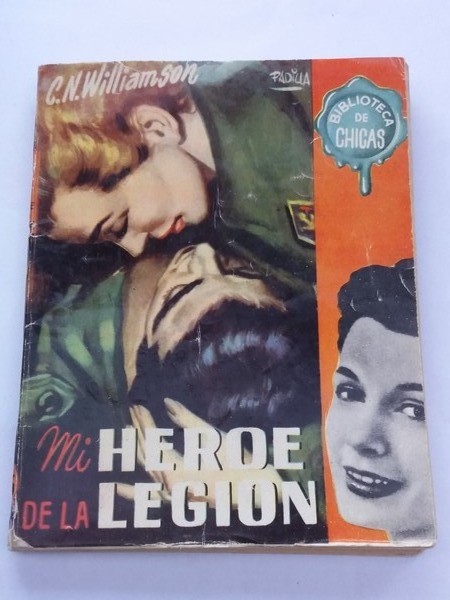 C.N. Williamson
PADILLA
BIBLIOTECA
DE
CHICAS
Mi HEROE
DE LA LEGION